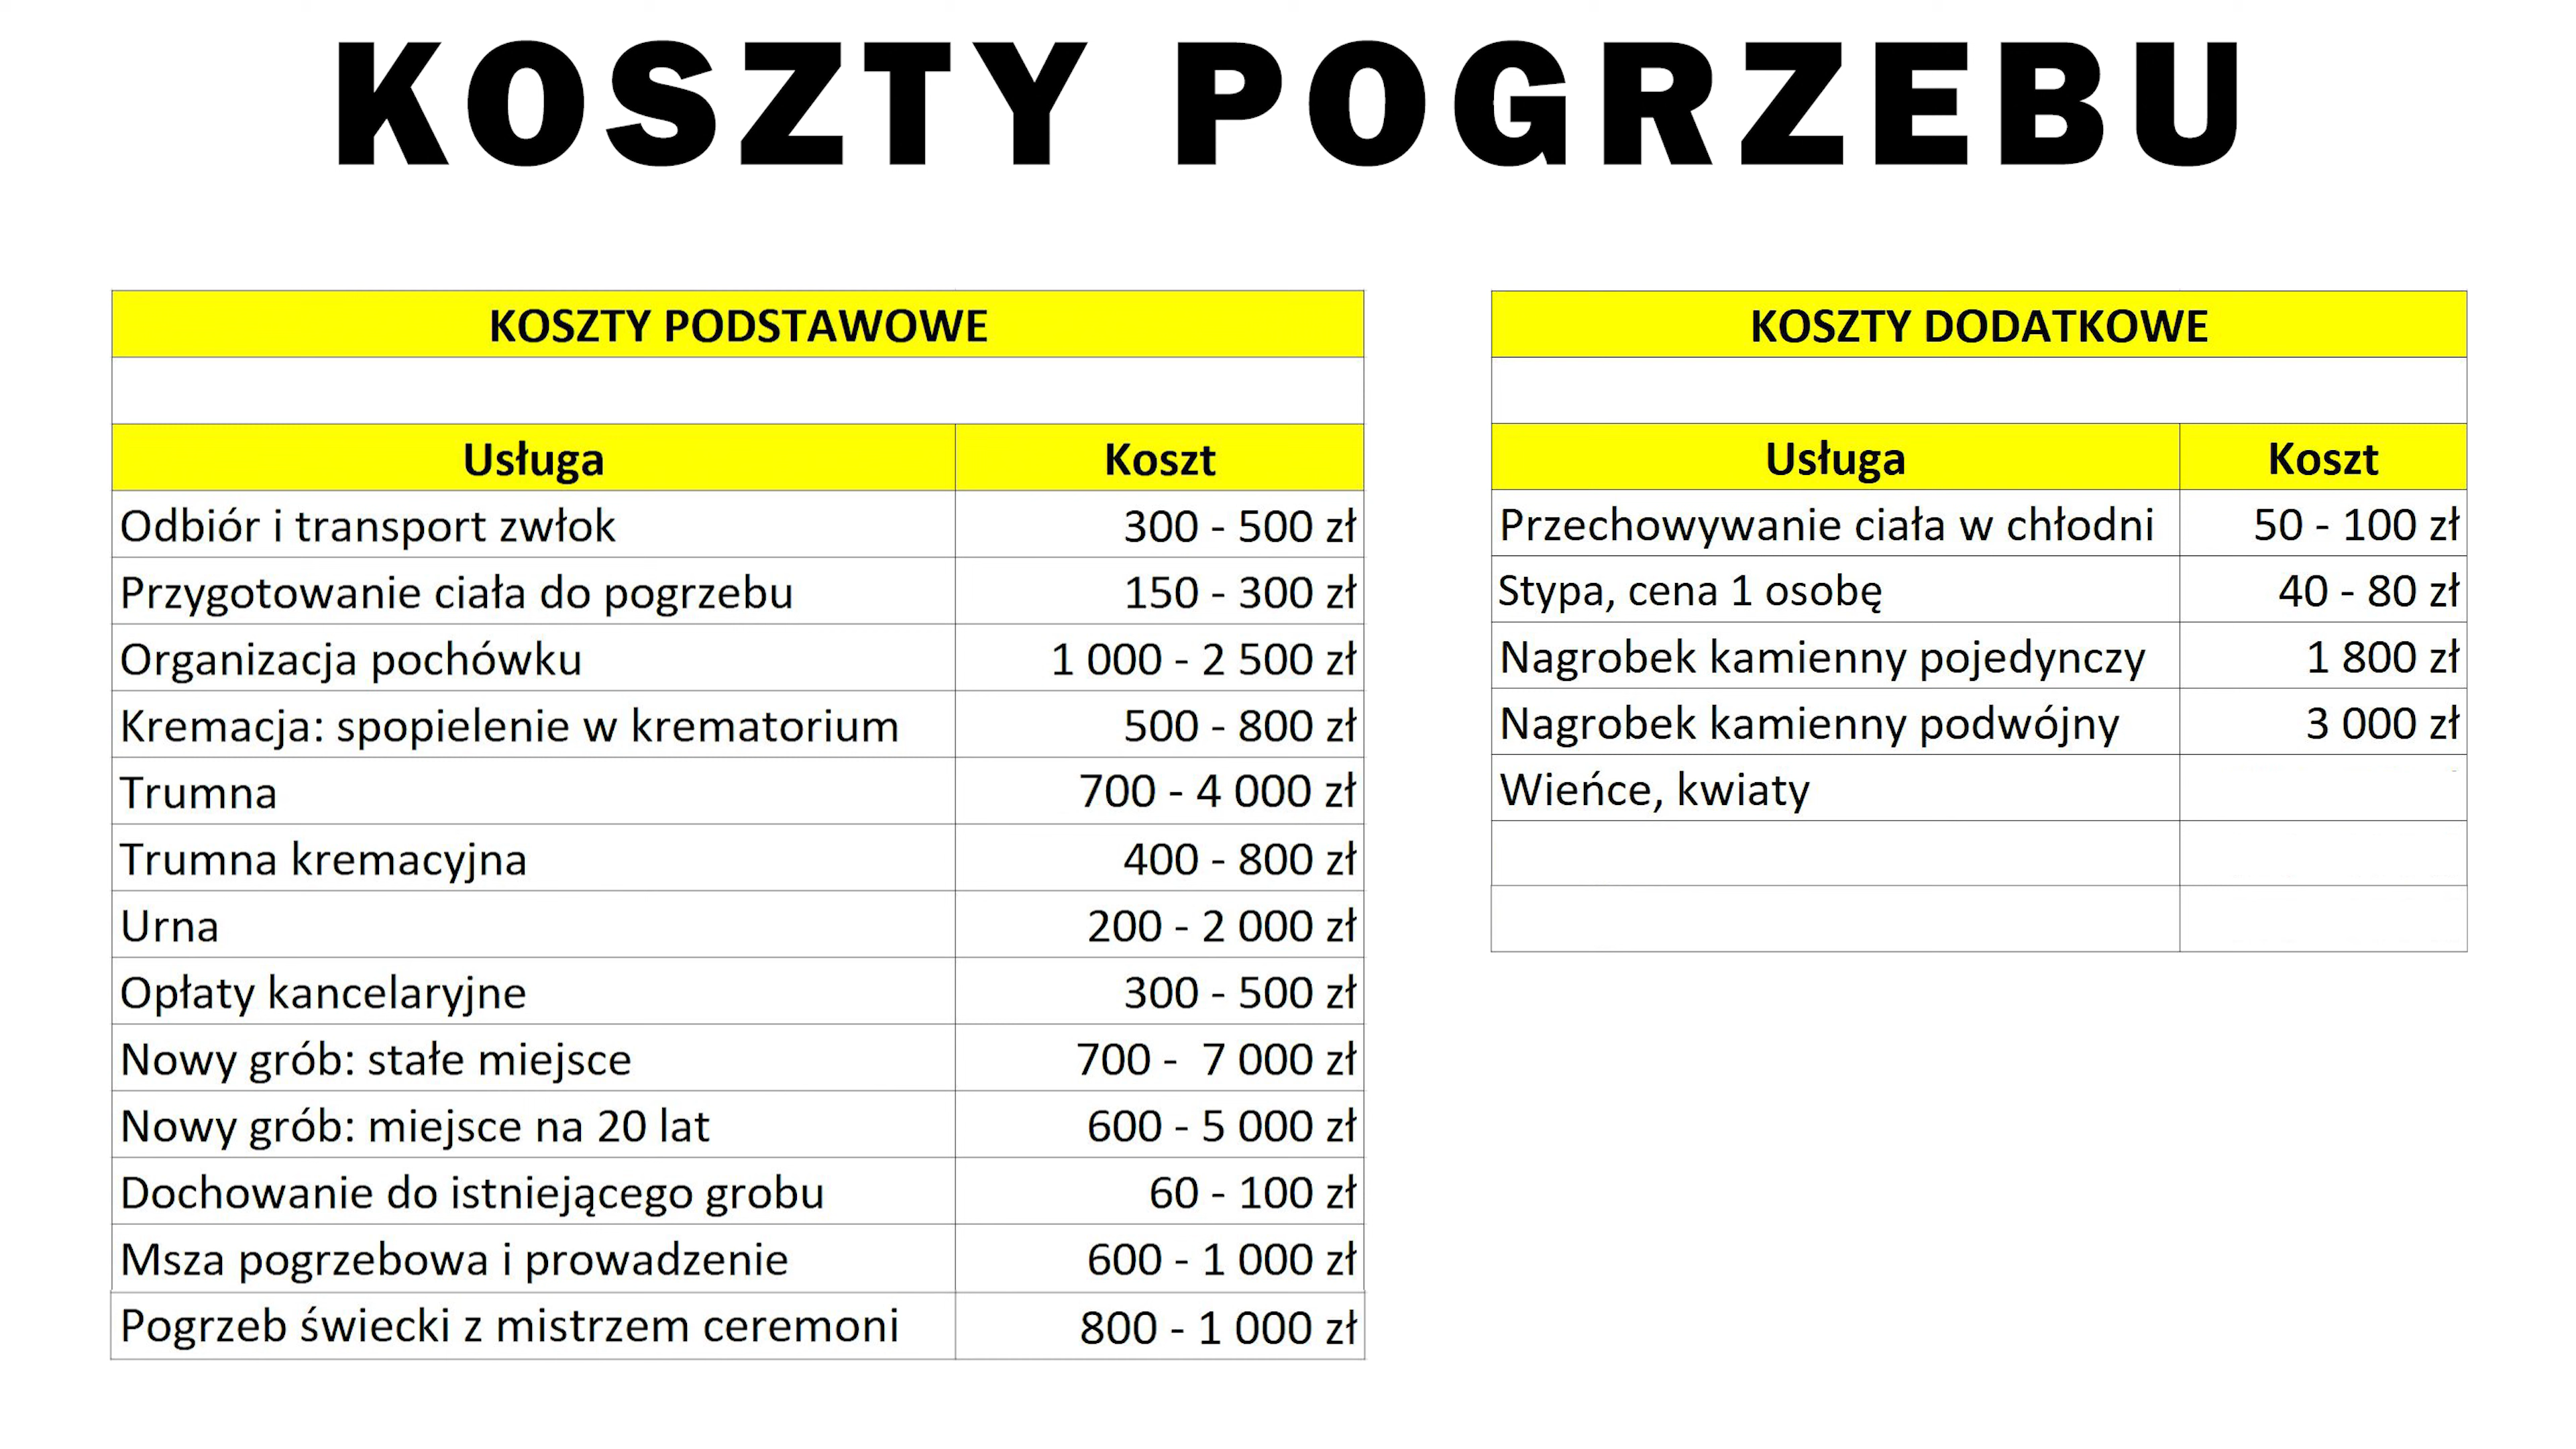 KOSZTY POGRZEBU
KOSZTY PODSTAWOWE
Usługa Koszt
Odbiór i transport zwłok 300 - 500 zł
Przygotowanie ciała do pogrzebu 150 - 300 zł
Organizacja pochówku 1 000 - 2 500 zł
Kremacja: spopielenie w krematorium 500 - 800 zł
Trumna 700 - 4 000 zł
Trumna kremacyjna 400 - 800 zł
Urna 200 - 2 000 zł
Opłaty kancelaryjne 300 - 500 zł
Nowy grób: stałe miejsce 700 -  7 000 zł
Nowy grób: miejsce na 20 lat 600 - 5 000 zł
Dochowanie do istniejącego grobu 60 - 100 zł
Msza pogrzebowa i prowadzenie 600 - 1 000 zł
Pogrzeb świecki z mistrzem ceremoni 800 - 1 000 zł
KOSZTY DODATKOWE
Usługa Koszt
Przechowywanie ciała w chłodni 50 - 100 zł
Stypa, cena 1 osobę 40 - 80 zł
Nagrobek kamienny pojedynczy 1 800 zł
Nagrobek kamienny podwójny 3 000 zł
Wieńce, kwiaty